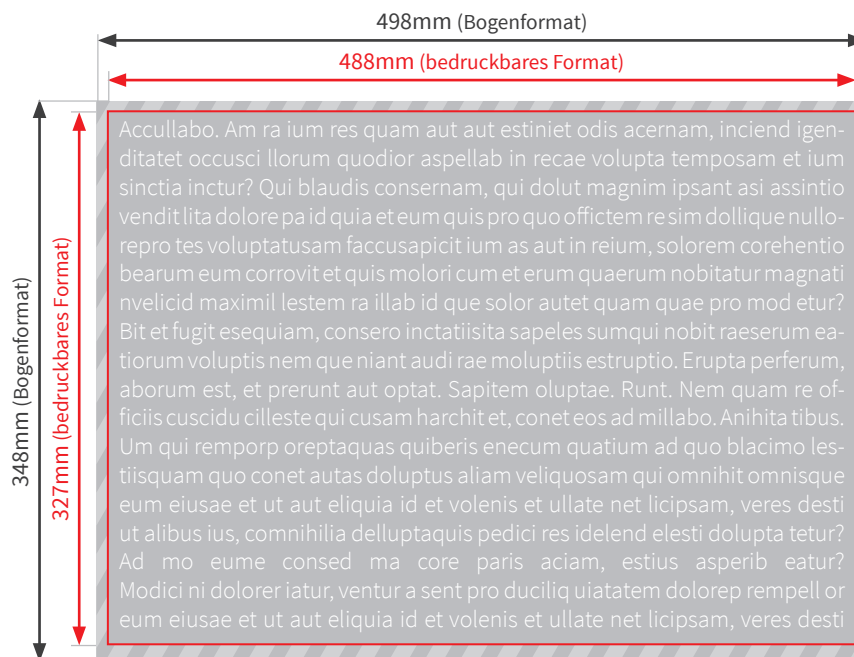 498mm (Bogenformat)
488mm (bedruckbares Format)
348mm (Bogenformat)
327mm (bedruckbares Format)
Accullabo. Am ra ium res quam aut aut estiniet odis acernam, inciend igen-
ditatet occusci llorum quodior aspellab in recae volupta temposam et ium
sinctia inctur? Qui blaudis consernam, qui dolut magnim ipsant asi assintio
vendit lita dolore pa id quia et eum quis pro quo offictem re sim dollique nullo-
repro tes voluptatusam faccusapicit ium as aut in reium, solorem corehentio
bearum eum corrovit et quis molori cum et erum quaerum nobitatur magnati
nvelicid maximil lestem ra illab id que solor autet quam quae pro mod etur?
Bit et fugit esequiam, consero inctatiisita sapeles sumqui nobit raeserum ea-
tiorum voluptis nem que niant audi rae moluptiis estruptio. Erupta perferum,
aborum est, et prerunt aut optat. Sapitem oluptae. Runt. Nem quam re of-
ficiis cuscidu cilleste qui cusam harchit et, conet eos ad millabo. Anihita tibus.
Um qui remporp oreptaquas quiberis enecum quatium ad quo blacimo les-
tiisquam quo conet autas doluptus aliam veliquosam qui omnihit omnisque
eum eiusae et ut aut eliquia id et volenis et ullate net licipsam, veres desti
ut alibus ius, comnihilia delluptaquis pedici res idelend elesti dolupta tetur?
Ad mo eume consed ma core paris aciam, estius asperib eatur?
Modici ni dolorer iatur, ventur a sent pro duciliq uiatatem dolorep rempell or
eum eiusae et ut aut eliquia id et volenis et ullate net licipsam, veres desti